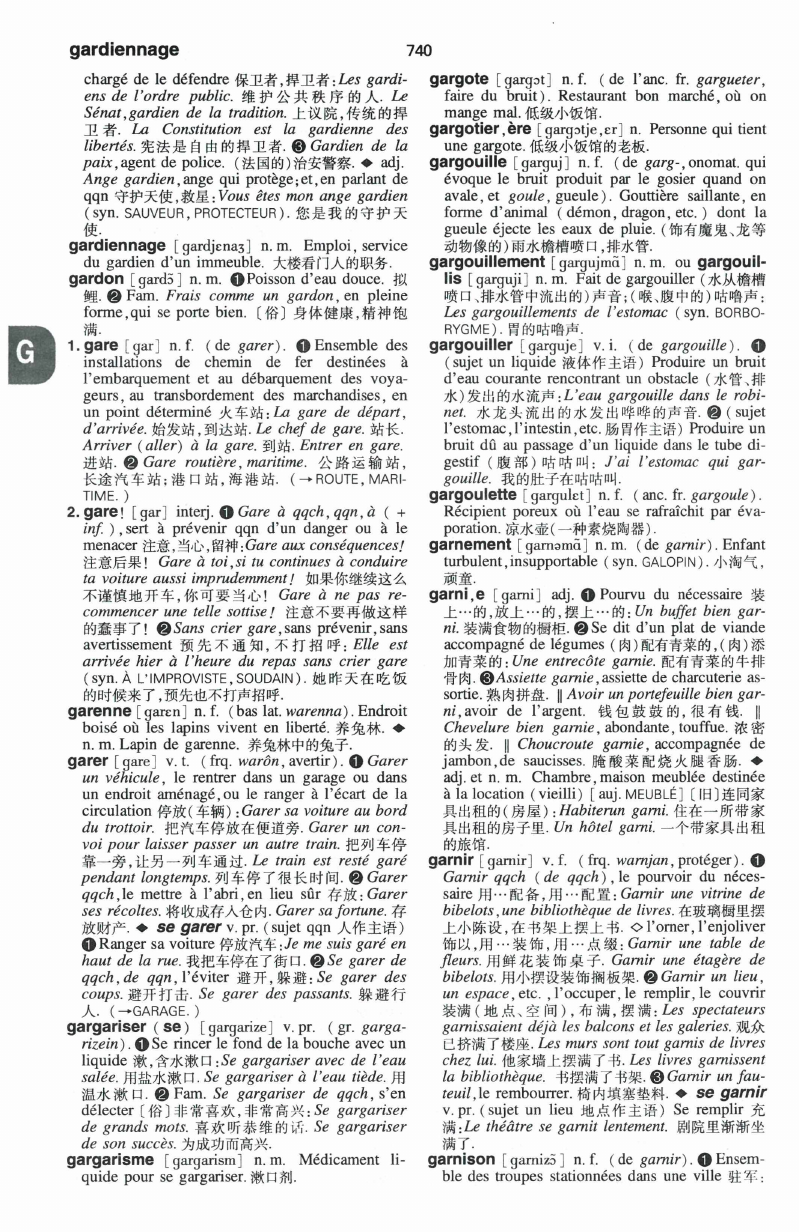 gardiennage
740
chargé de le défendre 保卫者,捍卫者:Les gardi-
ens de l'ordre public. 维护公共秩序的人. Le
Sénat,gardien de la tradition. 上议院,传统的捍
卫者. La Constitution est la gardienne des
libertés. 宪法是自由的捍卫者. ❸ Gardien de la
paix,agent de police. (法国的)治安警察. ◆ adj.
Ange gardien,ange qui protège;et,en parlant de
qqn 守护天使,救星:Vous êtes mon ange gardien
(syn. SAUVEUR, PROTECTEUR). 您是我的守护天
使.
gardiennage [gardjɛnaʒ] n. m. Emploi, service
du gardien d'un immeuble. 大楼看门人的职务.
gardon [gardɔ̃] n. m. ❶Poisson d'eau douce. 拟
鲤. ❷ Fam. Frais comme un gardon, en pleine
forme,qui se porte bien. 〔俗〕身体健康,精神饱
满.
G
1. gare [gar] n. f. (de garer). ❶Ensemble des
installations de chemin de fer destinées à
l'embarquement et au débarquement des voya-
geurs, au transbordement des marchandises, en
un point déterminé 火车站:La gare de départ,
d'arrivée. 始发站,到达站. Le chef de gare. 站长.
Arriver (aller) à la gare. 到站. Entrer en gare.
进站. ❷ Gare routière, maritime. 公路运输站,
长途汽车站;港口站,海港站. (→ROUTE, MARI-
TIME.)
2. gare! [gar] interj. ❶ Gare à qqch, qqn, à ( +
inf. ),sert à prévenir qqn d'un danger ou à le
menacer 注意,当心,留神:Gare aux conséquences!
注意后果! Gare à toi,si tu continues à conduire
ta voiture aussi imprudemment! 如果你继续这么
不谨慎地开车,你可要当心! Gare à ne pas re-
commencer une telle sottise! 注意不要再做这样
的蠢事了! ❷Sans crier gare,sans prévenir,sans
avertissement 预先不通知, 不打招呼: Elle est
arrivée hier à l'heure du repas sans crier gare
(syn. À L'IMPROVISTE, SOUDAIN). 她昨天在吃饭
的时候来了,预先也不打声招呼.
garenne [garɛn] n. f. (bas lat. warenna). Endroit
boisé où les lapins vivent en liberté. 养兔林. ◆
n. m. Lapin de garenne. 养兔林中的兔子.
garer [gare] v. t. (frq. warôn, avertir). ❶ Garer
un véhicule, le rentrer dans un garage ou dans
un endroit aménagé,ou le ranger à l'écart de la
circulation 停放(车辆):Garer sa voiture au bord
du trottoir. 把汽车停放在便道旁. Garer un con-
voi pour laisser passer un autre train. 把列车停
靠一旁,让另一列车通过. Le train est resté garé
pendant longtemps. 列车停了很长时间. ❷ Garer
qqch,le mettre à l'abri, en lieu sûr 存放:Garer
ses récoltes. 将收成存人仓内. Garer sa fortune. 存
放财产. ◆ se garer v. pr. (sujet qqn 人作主语)
❶Ranger sa voiture 停放汽车:Je me suis garé en
haut de la rue. 我把车停在了街口. ❷Se garer de
qqch, de qqn, l'éviter 避开,躲避: Se garer des
coups. 避开打击. Se garer des passants. 躲避行
人. (→GARAGE.)
gargariser (se) [gargarize] v. pr. (gr. garga-
rizein). ❶Se rincer le fond de la bouche avec un
liquide 漱,含水漱口:Se gargariser avec de l'eau
salée. 用盐水漱口. Se gargariser à l'eau tiède. 用
温水漱口. ❷ Fam. Se gargariser de qqch, s'en
délecter [俗]非常喜欢,非常高兴:Se gargariser
de grands mots. 喜欢听恭维的话. Se gargariser
de son succès. 为成功而高兴.
gargarisme [gargarism] n. m. Médicament li-
quide pour se gargariser. 漱口剂.
gargote [gargɔt] n. f. (de l'anc. fr. gargueter,
faire du bruit). Restaurant bon marché, où on
mange mal. 低级小饭馆.
gargotier,ère [gargɔtje,ɛr] n. Personne qui tient
une gargote. 低级小饭馆的老板.
gargouille [garguj] n. f. (de garg-, onomat. qui
évoque le bruit produit par le gosier quand on
avale, et goule, gueule). Gouttière saillante, en
forme d'animal (démon, dragon, etc.) dont la
gueule éjecte les eaux de pluie. (饰有魔鬼、龙等
动物像的)雨水檐槽喷口,排水管.
gargouillement [gargujmɑ̃] n. m. ou gargouil-
lis [garguji] n. m. Fait de gargouiller (水从檐槽
喷口、排水管中流出的)声音;(喉、腹中的)咕噜声:
Les gargouillements de l'estomac (syn. BORBO-
RYGME). 胃的咕噜声.
gargouiller [garguje] v. i. (de gargouille). ❶
(sujet un liquide 液体作主语) Produire un bruit
d'eau courante rencontrant un obstacle (水管、排
水)发出的水流声:L'eau gargouille dans le robi-
net. 水龙头流出的水发出哗哗的声音. ❷ (sujet
l'estomac,l'intestin,etc. 肠胃作主语) Produire un
bruit dû au passage d'un liquide dans le tube di-
gestif (腹部)咕咕叫: J'ai l'estomac qui gar-
gouille. 我的肚子在咕咕叫.
gargoulette [gargulɛt] n. f. (anc. fr. gargoule).
Récipient poreux où l'eau se rafraîchit par éva-
poration. 凉水壶(一种素烧陶器).
garnement [garnəmɑ̃] n. m. (de garnir). Enfant
turbulent,insupportable (syn. GALOPIN). 小淘气,
顽童.
garni,e [garni] adj. ❶ Pourvu du nécessaire 装
上…的,放上…的,摆上…的: Un buffet bien gar-
ni. 装满食物的橱柜. ❷Se dit d'un plat de viande
accompagné de légumes (肉)配有青菜的,(肉)添
加青菜的:Une entrecôte garnie. 配有青菜的牛排
骨肉. ❸Assiette garnie,assiette de charcuterie as-
sortie. 熟肉拼盘. ‖ Avoir un portefeuille bien gar-
ni,avoir de l'argent. 钱包鼓鼓的,很有钱. ‖
Chevelure bien garnie, abondante, touffue. 浓密
的头发. ‖ Choucroute garnie, accompagnée de
jambon,de saucisses. 腌酸菜配烧火腿香肠. ◆
adj. et n. m. Chambre,maison meublée destinée
à la location (vieilli) [auj. MEUBLÉ] [旧]连同家
具出租的(房屋):Habiterun garni. 住在一所带家
具出租的房子里. Un hôtel garni. 一个带家具出租
的旅馆.
garnir [garnir] v. f. (frq. warnjan, protéger). ❶
Garnir qqch (de qqch), le pourvoir du néces-
saire 用…配备,用…配置: Garnir une vitrine de
bibelots,une bibliothèque de livres. 在玻璃橱里摆
上小陈设,在书架上摆上书. ◇l'orner,l'enjoliver
饰以,用…装饰,用…点缀: Garnir une table de
fleurs. 用鲜花装饰桌子. Garnir une étagère de
bibelots. 用小摆设装饰搁板架. ❷ Garnir un lieu,
un espace, etc. , l'occuper, le remplir, le couvrir
装满(地点、空间),布满,摆满: Les spectateurs
garnissaient déjà les balcons et les galeries. 观众
已挤满了楼座. Les murs sont tout garnis de livres
chez lui. 他家墙上摆满了书. Les livres garnissent
la bibliothèque. 书摆满了书架. ❸ Garnir un fau-
teuil,le rembourrer. 椅内填塞垫料. ◆ se garnir
v. pr. (sujet un lieu 地点作主语) Se remplir 充
满:Le théâtre se garnit lentement. 剧院里渐渐坐
满了.
garnison [garnizɔ̃] n. f. (de garnir). ❶ Ensem-
ble des troupes stationnées dans une ville 驻军: